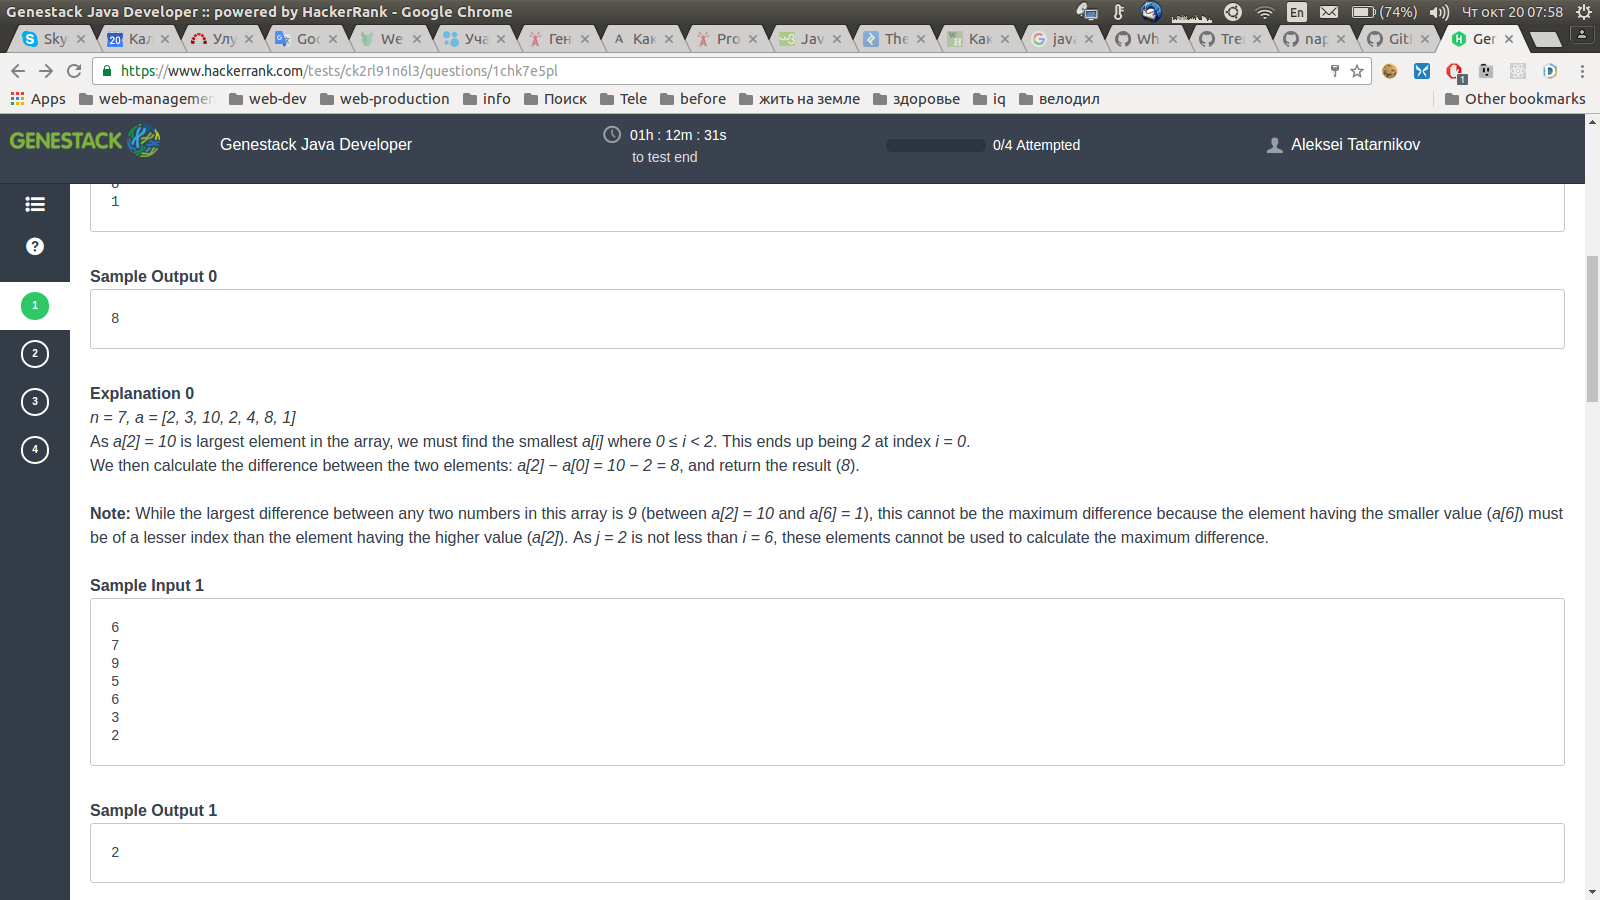 Genestack Java Developer :: powered by HackerRank - Google Chrome
En (74%) Чт окт 20 07:58
Sky 20 Кал Улу Goo We Уча Ген А Как Pro Jav The Как java Wh Tre nap Gitl Ger
https://www.hackerrank.com/tests/ck2rl91n6l3/questions/1chk7e5pl 1
Apps web-managemen web-dev web-production info Поиск Tele before жить на земле здоровье iq велодил Other bookmarks
GENESTACK Genestack Java Developer 01h : 12m : 31s 0/4 Attempted Aleksei Tatarnikov
to test end
1
Sample Output 0
8
Explanation 0
n = 7, a = [2, 3, 10, 2, 4, 8, 1]
As a[2] = 10 is largest element in the array, we must find the smallest a[i] where 0 ≤ i < 2. This ends up being 2 at index i = 0.
We then calculate the difference between the two elements: a[2] − a[0] = 10 − 2 = 8, and return the result (8).
Note: While the largest difference between any two numbers in this array is 9 (between a[2] = 10 and a[6] = 1), this cannot be the maximum difference because the element having the smaller value (a[6]) must
be of a lesser index than the element having the higher value (a[2]). As j = 2 is not less than i = 6, these elements cannot be used to calculate the maximum difference.
Sample Input 1
6
7
9
5
6
3
2
Sample Output 1
2
?
1
2
3
4